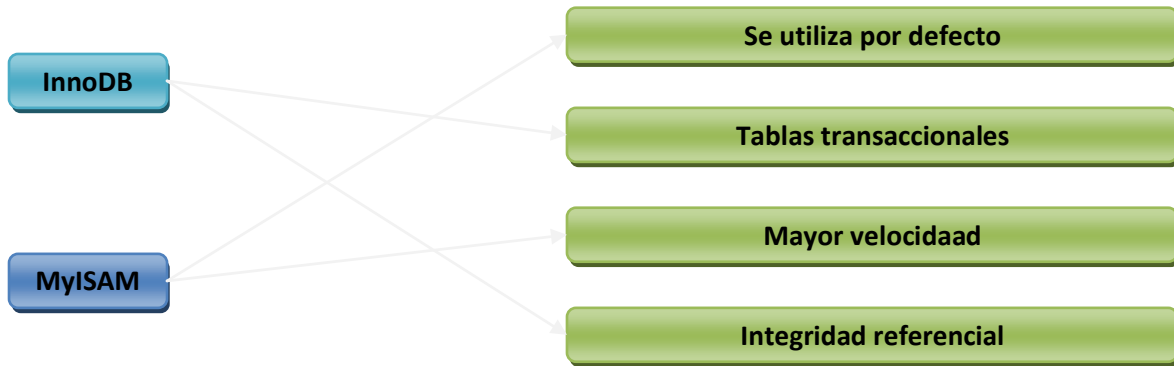 Se utiliza por defecto
InnoDB
Tablas transaccionales
Mayor velocidaad
MyISAM
Integridad referencial